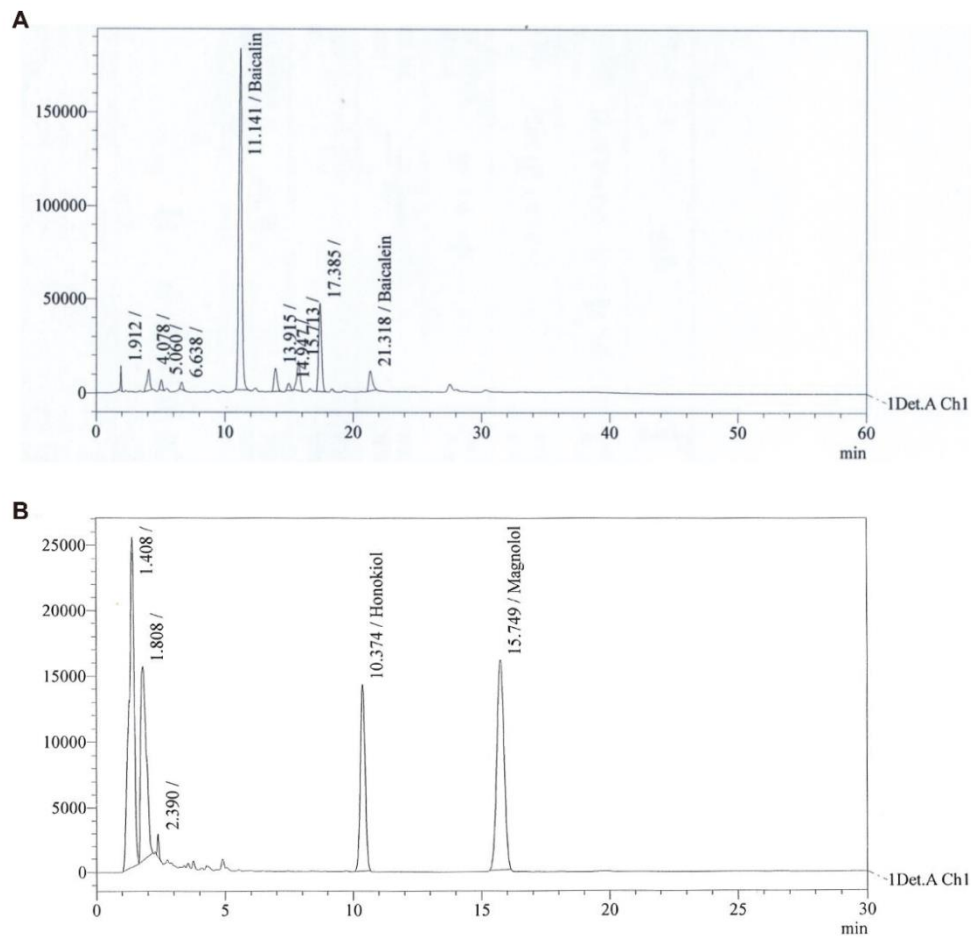 A
150000
100000
50000
0
1.912 /
4.078 /
5.060 /
6.638 /
11.141 / Baicalin
13.915 /
14.947 /
15.713 /
17.385 /
21.318 / Baicalein
0 10 20 30 40 50 60
min
1Det.A Ch1
B
25000
20000
15000
10000
5000
0
1.408 /
1.808 /
2.390 /
10.374 / Honokiol
15.749 / Magnolol
0 5 10 15 20 25 30
min
1Det.A Ch1